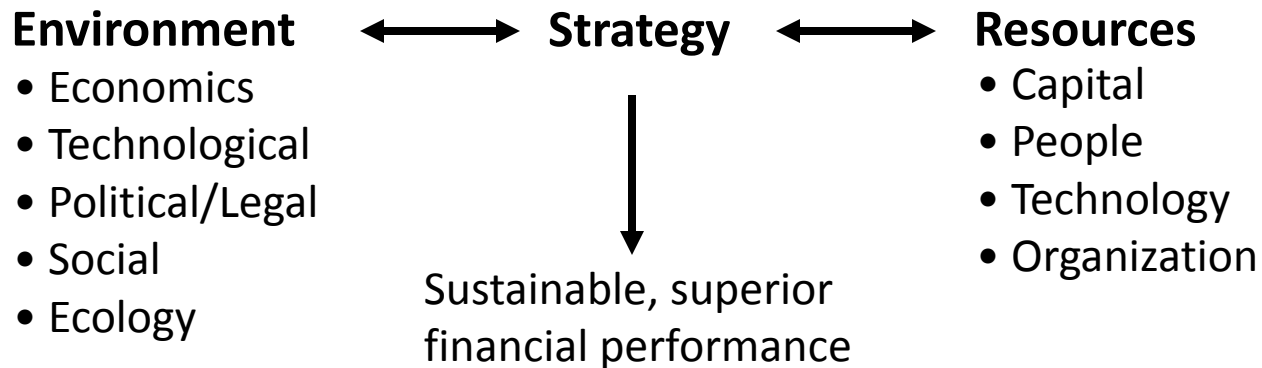 Environment
• Economics
• Technological
• Political/Legal
• Social
• Ecology
Strategy
Sustainable, superior
financial performance
Resources
• Capital
• People
• Technology
• Organization